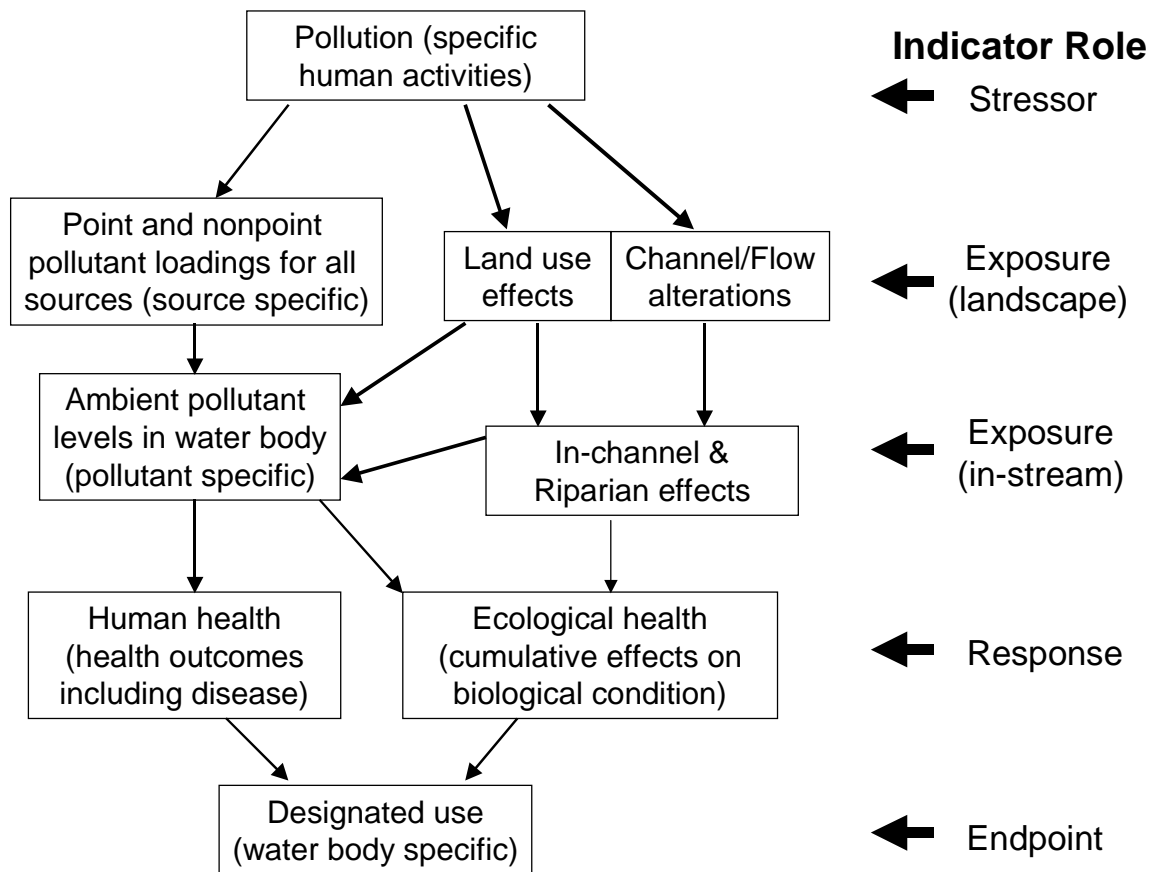 Pollution (specific
human activities)
Indicator Role
Stressor
Point and nonpoint
pollutant loadings for all
sources (source specific)
Land use
effects
Channel/Flow
alterations
Exposure
(landscape)
Ambient pollutant
levels in water body
(pollutant specific)
In-channel &
Riparian effects
Exposure
(in-stream)
Human health
(health outcomes
including disease)
Ecological health
(cumulative effects on
biological condition)
Response
Designated use
(water body specific)
Endpoint